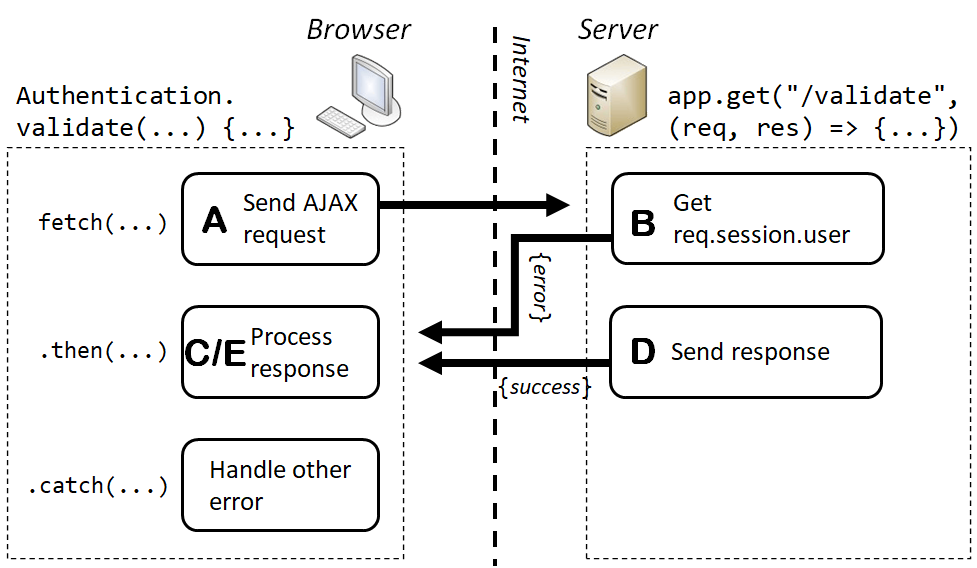 Browser
Internet
Server
Authentication.
validate(...) {...}
app.get("/validate",
(req, res) => {...})
fetch(...)
A
Send AJAX
request
B
Get
req.session.user
{error}
.then(...)
C/E
Process
response
D
Send response
{success}
.catch(...)
Handle other
error